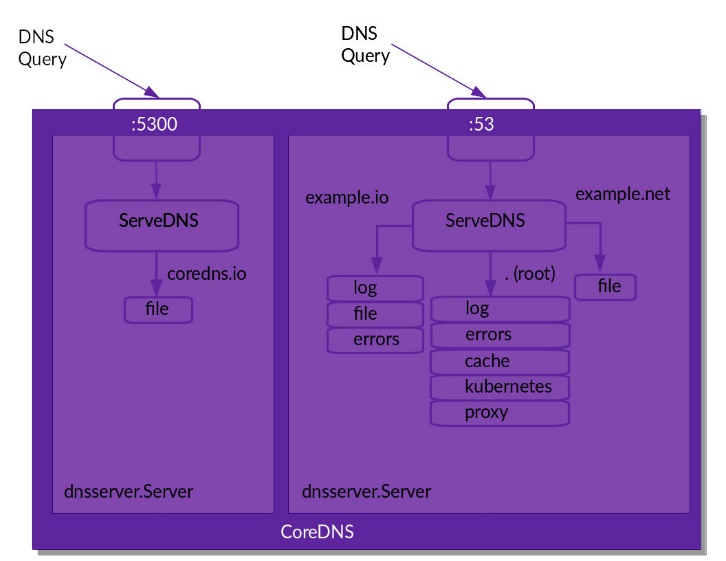 DNS
Query
DNS
Query
:5300
:53
ServeDNS
coredns.io
file
dnsserver.Server
example.io
ServeDNS
example.net
. (root)
log
file
errors
log
errors
cache
kubernetes
proxy
file
dnsserver.Server
CoreDNS